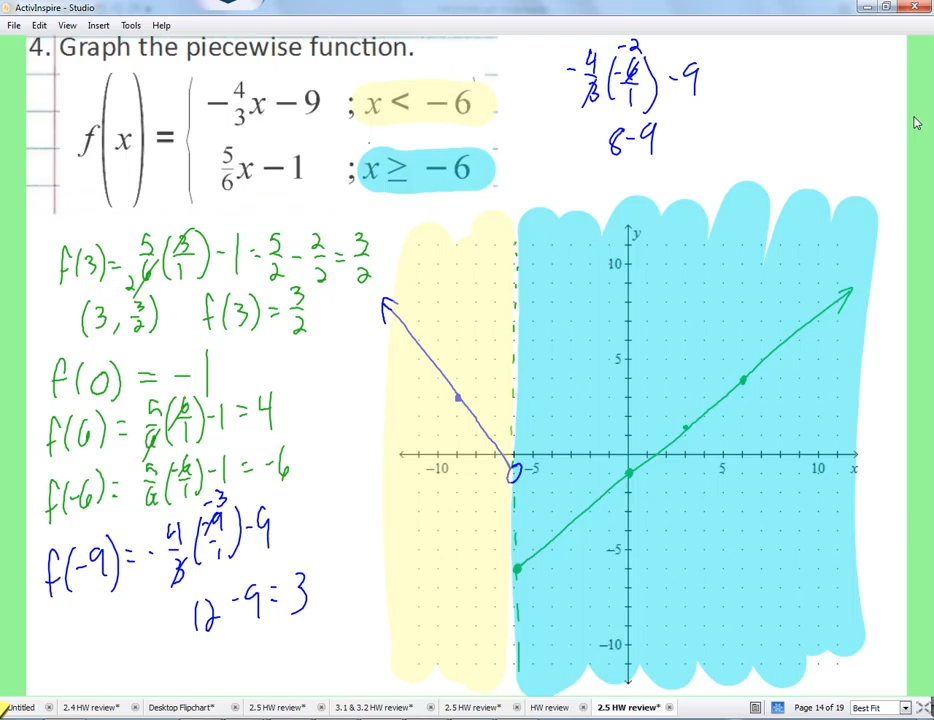 ActivInspire - Studio
File Edit View Insert Tools Help
4. Graph the piecewise function.
f(x) = { -4/3x - 9 ; x < -6
5/6x - 1 ; x ≥ -6
-4/3(-6/1) - 9
-2
8 - 9
f(3) = 5/6(3/1) - 1 = 5/2 - 2/2 = 3/2
2
(3, 3/2) f(3) = 3/2
f(0) = -1
f(6) = 5/6(6/1) - 1 = 4
f(-6) = 5/6(-6/1) - 1 = -6
-3
f(-9) = -4/3(-9/1) - 9
12 - 9 = 3
y
10
5
-10 -5 5 10 x
-5
-10
Untitled 2.4 HW review* Desktop Flipchart* 2.5 HW review* 3.1 & 3.2 HW review* 2.5 HW review* HW review 2.5 HW review* Page 14 of 19 Best Fit